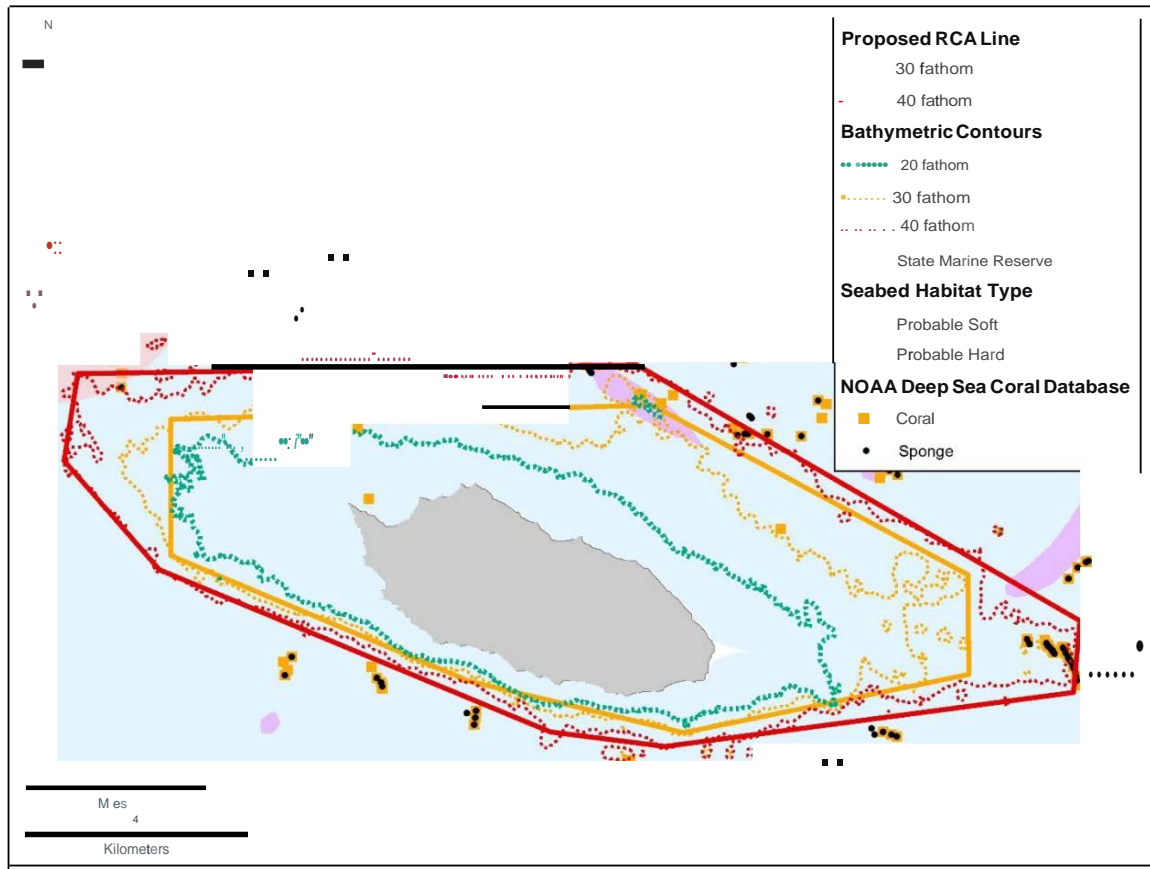 N
Proposed RCA Line
30 fathom
40 fathom
Bathymetric Contours
20 fathom
30 fathom
40 fathom
State Marine Reserve
Seabed Habitat Type
Probable Soft
Probable Hard
NOAA Deep Sea Coral Database
Coral
Sponge
M es
4
Kilometers